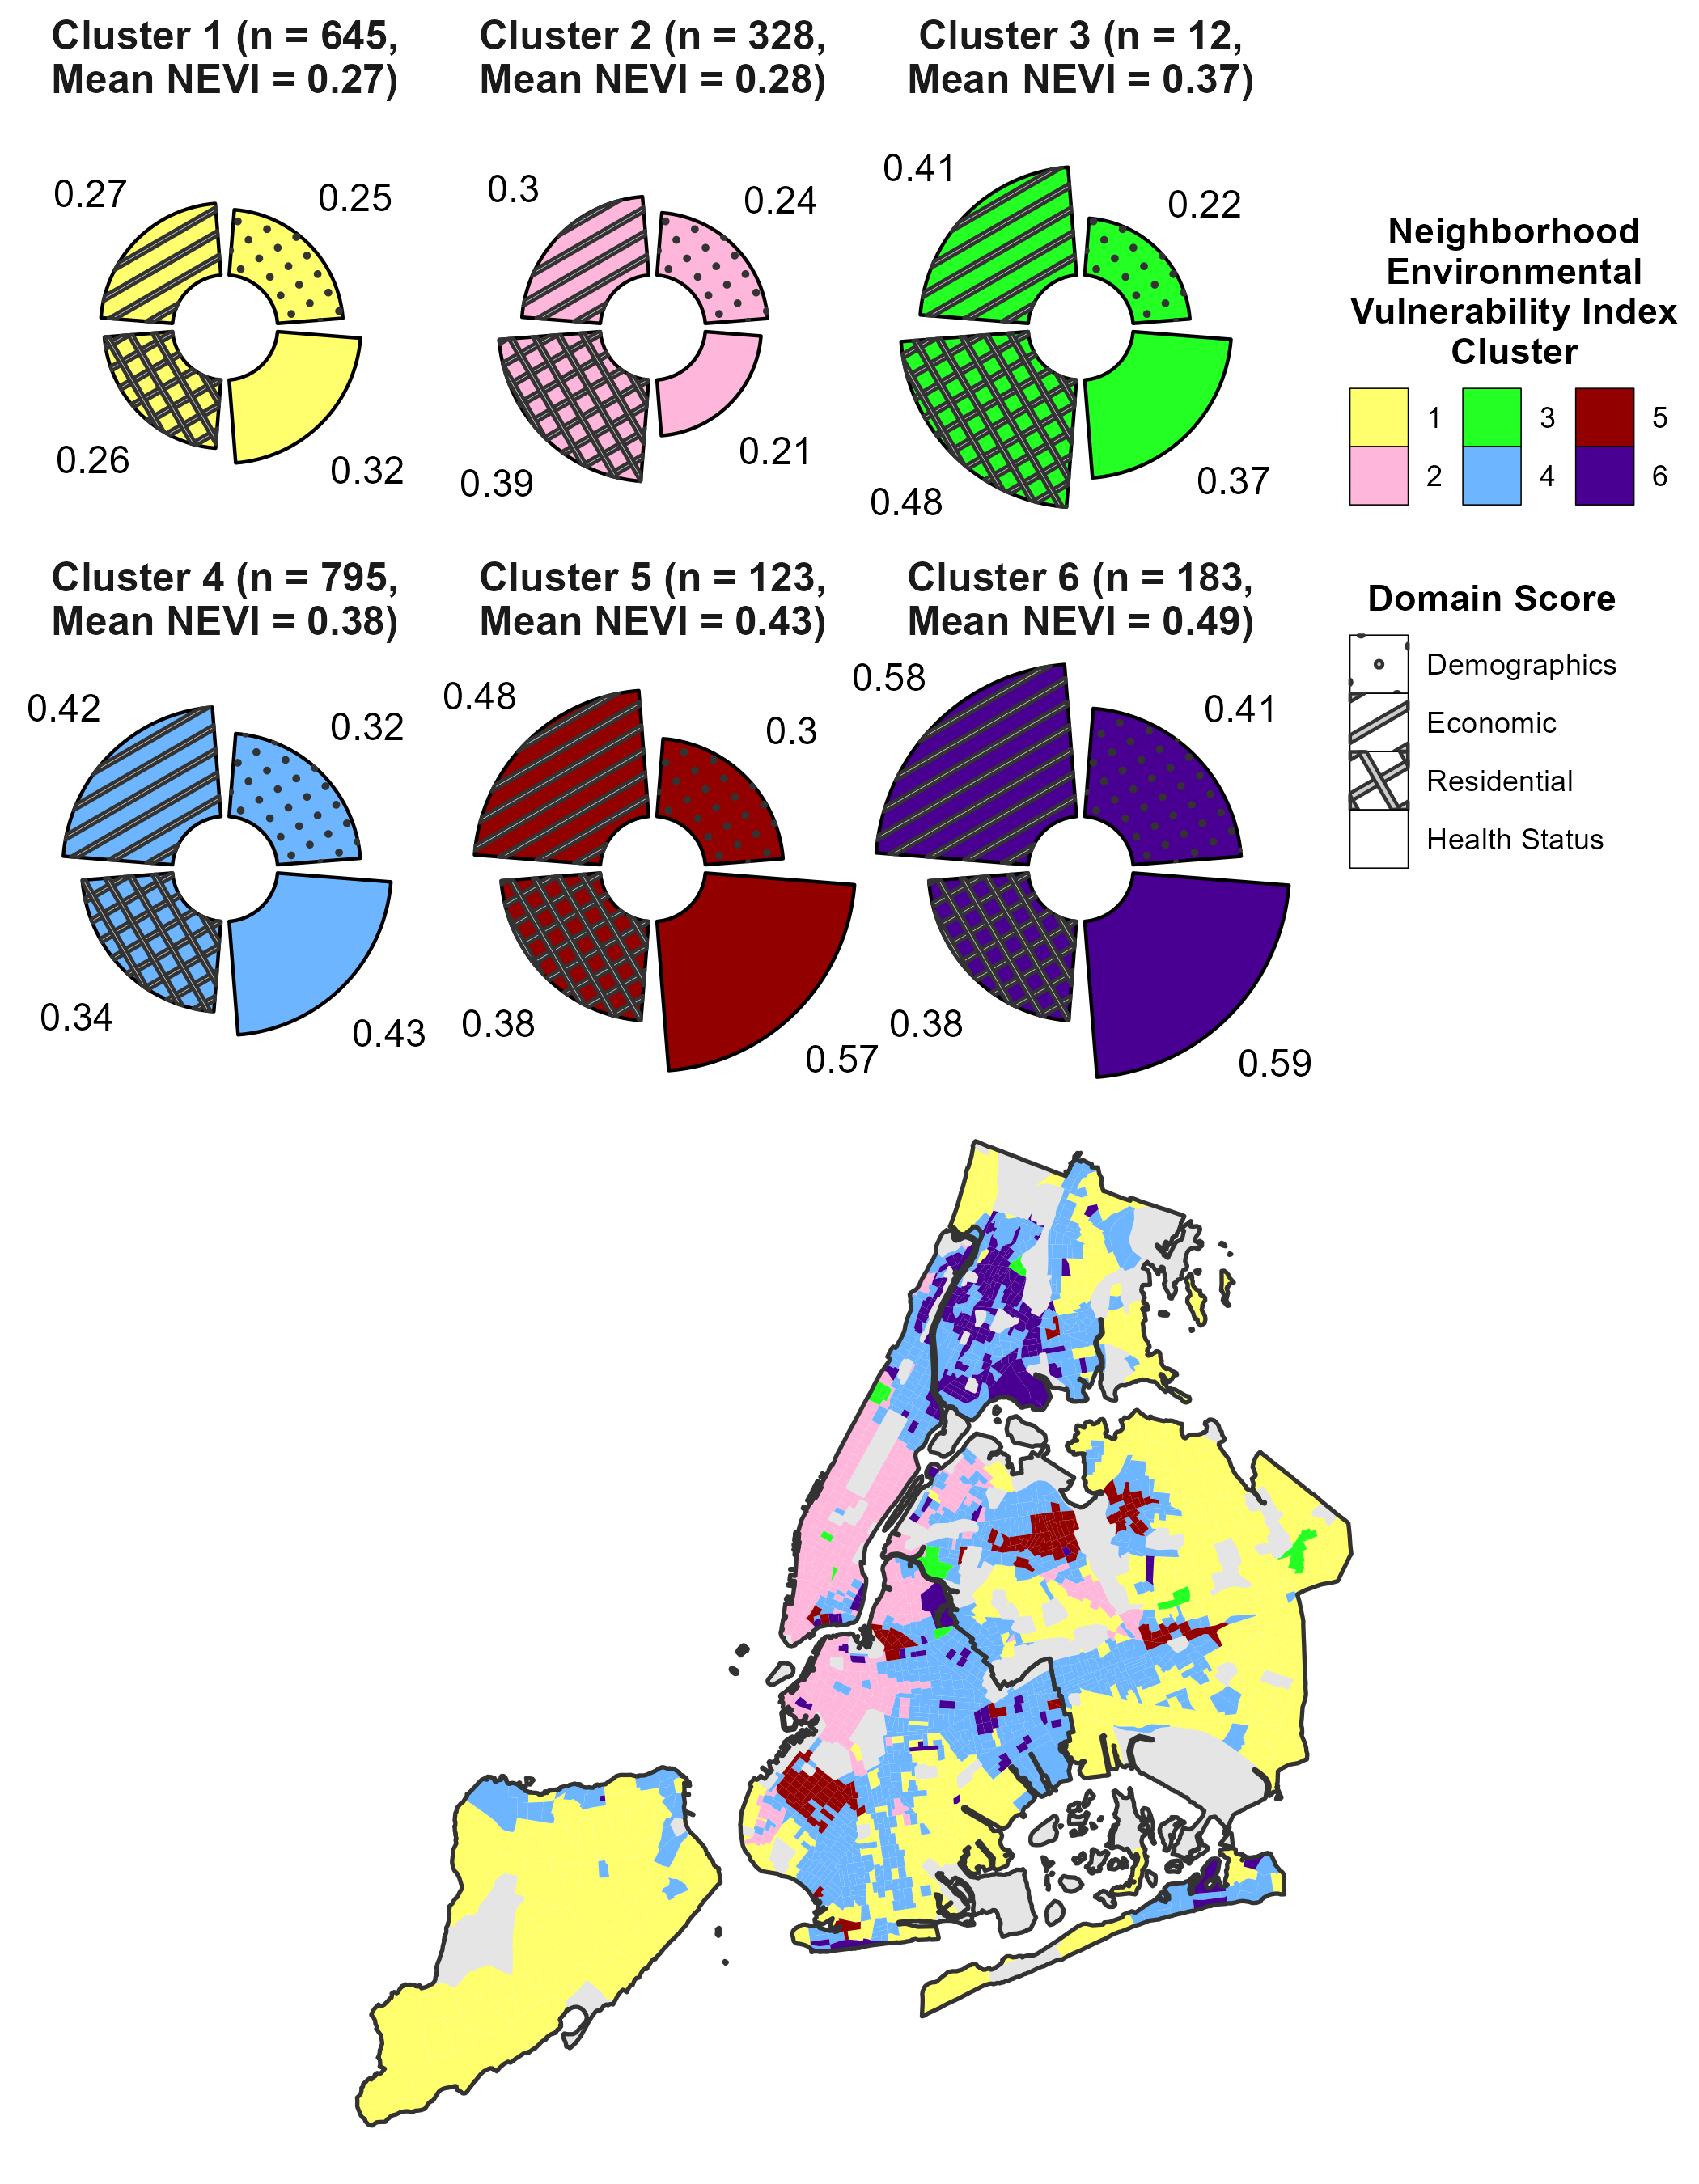 Cluster 1 (n = 645,
Mean NEVI = 0.27)
0.27
0.25
0.26
0.32
Cluster 2 (n = 328,
Mean NEVI = 0.28)
0.3
0.24
0.39
0.21
Cluster 3 (n = 12,
Mean NEVI = 0.37)
0.41
0.22
0.48
0.37
Cluster 4 (n = 795,
Mean NEVI = 0.38)
0.42
0.32
0.34
0.43
Cluster 5 (n = 123,
Mean NEVI = 0.43)
0.48
0.3
0.38
0.57
Cluster 6 (n = 183,
Mean NEVI = 0.49)
0.58
0.41
0.38
0.59
Neighborhood
Environmental
Vulnerability Index
Cluster
1 3 5
2 4 6
Domain Score
Demographics
Economic
Residential
Health Status